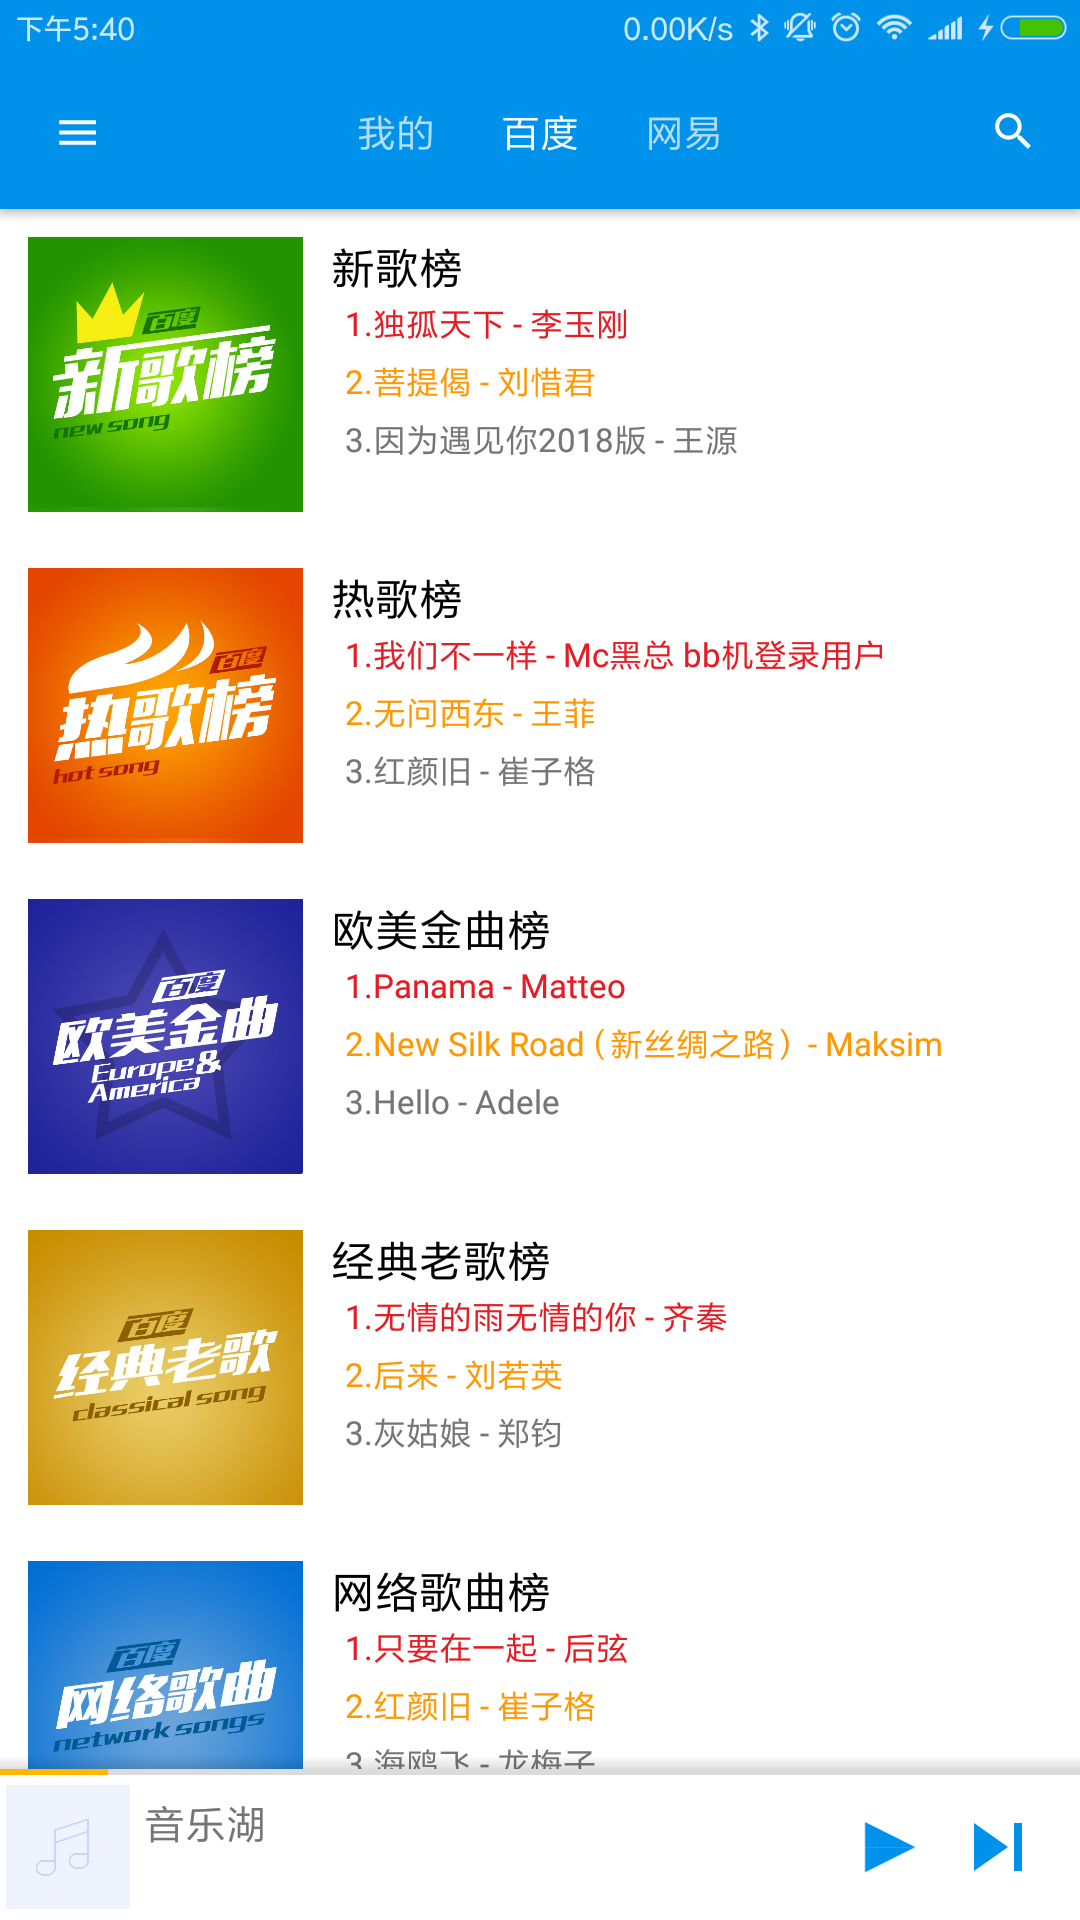 下午5:40 0.00K/s
我的 百度 网易
百度
新歌榜
new song
新歌榜
1.独孤天下 - 李玉刚
2.菩提偈 - 刘惜君
3.因为遇见你2018版 - 王源
百度
热歌榜
hot song
热歌榜
1.我们不一样 - Mc黑总 bb机登录用户
2.无问西东 - 王菲
3.红颜旧 - 崔子格
百度
欧美金曲
Europe &
America
欧美金曲榜
1.Panama - Matteo
2.New Silk Road（新丝绸之路）- Maksim
3.Hello - Adele
百度
经典老歌
classical song
经典老歌榜
1.无情的雨无情的你 - 齐秦
2.后来 - 刘若英
3.灰姑娘 - 郑钧
百度
网络歌曲
network songs
网络歌曲榜
1.只要在一起 - 后弦
2.红颜旧 - 崔子格
3.海鸥飞 - 龙梅子
音乐湖